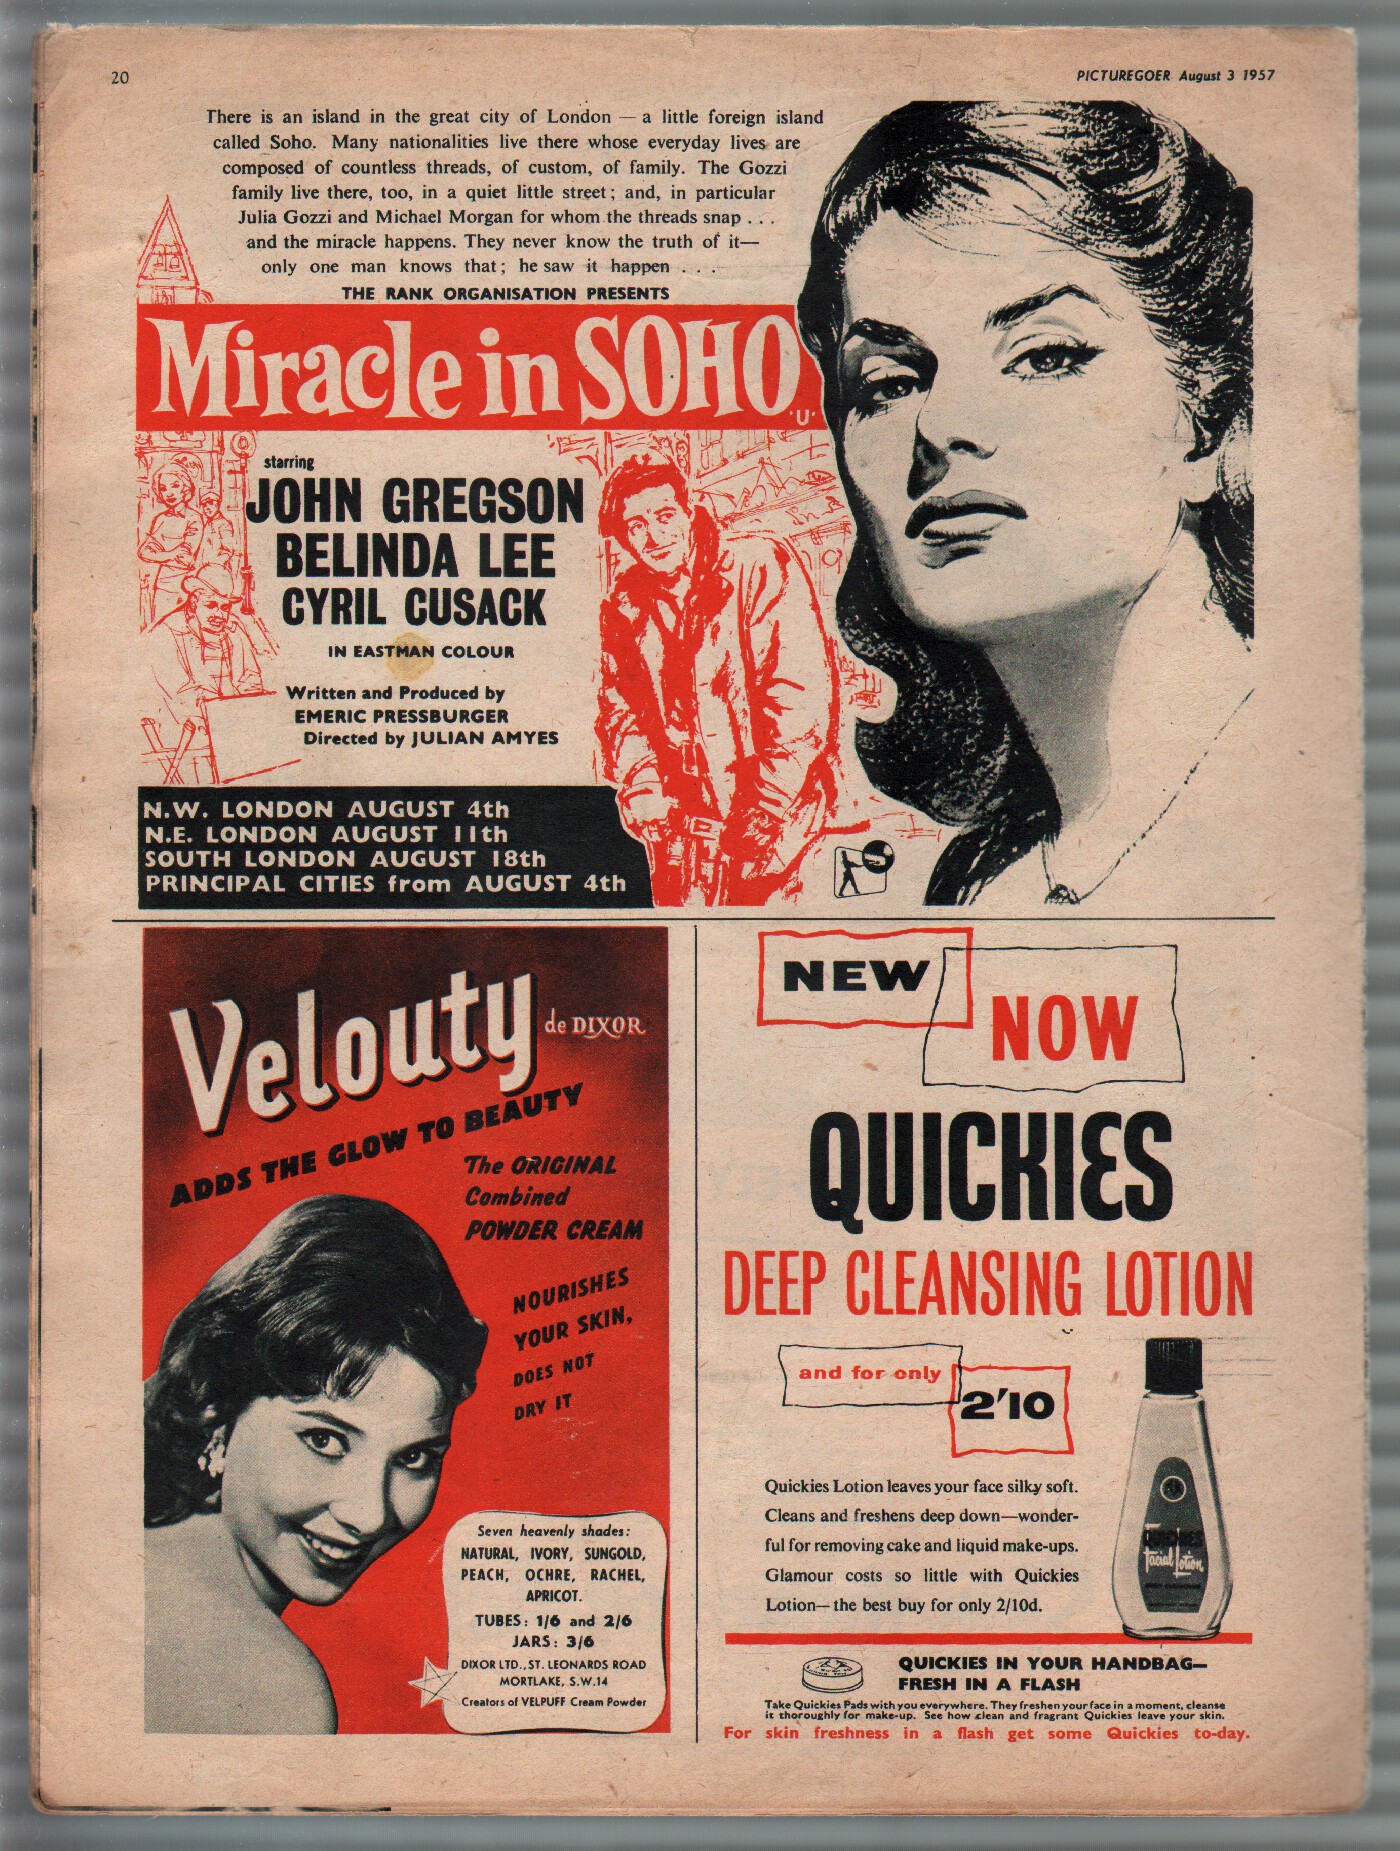 20
PICTUREGOER August 3 1957
There is an island in the great city of London — a little foreign island
called Soho. Many nationalities live there whose everyday lives are
composed of countless threads, of custom, of family. The Gozzi
family live there, too, in a quiet little street; and, in particular
Julia Gozzi and Michael Morgan for whom the threads snap . . .
and the miracle happens. They never know the truth of it—
only one man knows that; he saw it happen . . .
THE RANK ORGANISATION PRESENTS
Miracle in SOHO
'U'
starring
JOHN GREGSON
BELINDA LEE
CYRIL CUSACK
IN EASTMAN COLOUR
Written and Produced by
EMERIC PRESSBURGER
Directed by JULIAN AMYES
N.W. LONDON AUGUST 4th
N.E. LONDON AUGUST 11th
SOUTH LONDON AUGUST 18th
PRINCIPAL CITIES from AUGUST 4th
Velouty de DIXOR
ADDS THE GLOW TO BEAUTY
The ORIGINAL
Combined
POWDER CREAM
NOURISHES
YOUR SKIN,
DOES NOT
DRY IT
Seven heavenly shades:
NATURAL, IVORY, SUNGOLD,
PEACH, OCHRE, RACHEL,
APRICOT.
TUBES: 1/6 and 2/6
JARS: 3/6
DIXOR LTD., ST. LEONARDS ROAD
MORTLAKE, S.W.14
Creators of VELPUFF Cream Powder
NEW
NOW
QUICKIES
DEEP CLEANSING LOTION
and for only
2'10
Quickies Lotion leaves your face silky soft.
Cleans and freshens deep down—wonder-
ful for removing cake and liquid make-ups.
Glamour costs so little with Quickies
Lotion—the best buy for only 2/10d.
QUICKIES
Facial Lotion
QUICKIES IN YOUR HANDBAG—
FRESH IN A FLASH
Take Quickies Pads with you everywhere. They freshen your face in a moment, cleanse
it thoroughly for make-up. See how clean and fragrant Quickies leave your skin.
For skin freshness in a flash get some Quickies to-day.